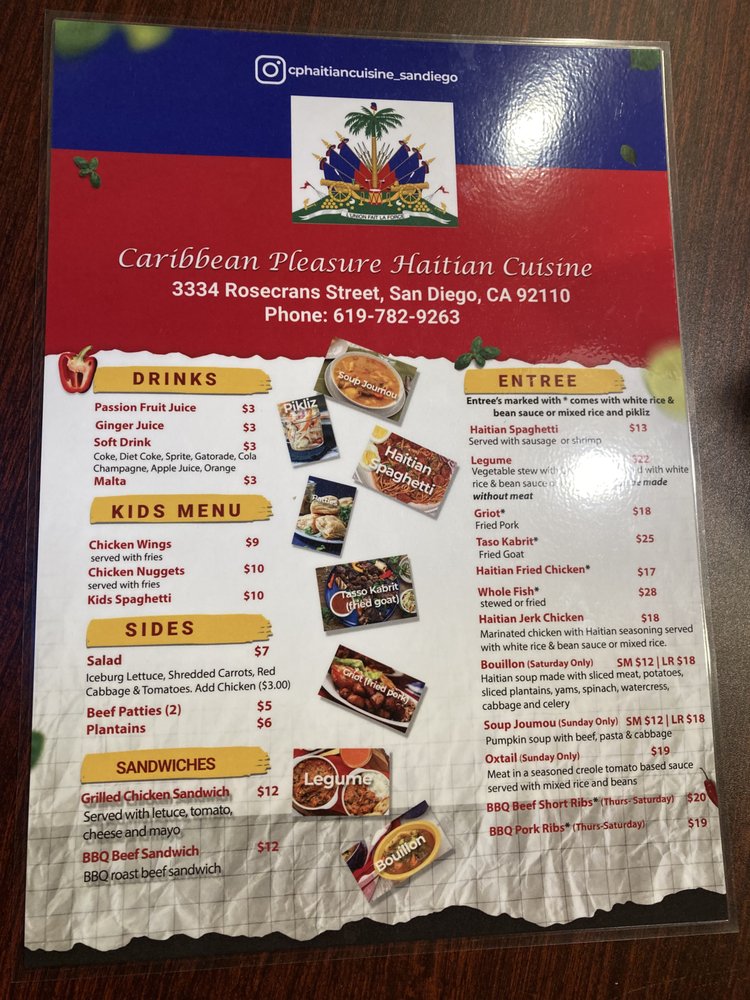 cphaitiancuisine_sandiego
L'UNION FAIT LA FORCE
Caribbean Pleasure Haitian Cuisine
3334 Rosecrans Street, San Diego, CA 92110
Phone: 619-782-9263
DRINKS
Passion Fruit Juice $3
Ginger Juice $3
Soft Drink $3
Coke, Diet Coke, Sprite, Gatorade, Cola
Champagne, Apple Juice, Orange
Malta $3
KIDS MENU
Chicken Wings $9
served with fries
Chicken Nuggets $10
served with fries
Kids Spaghetti $10
SIDES
Salad $7
Iceburg Lettuce, Shredded Carrots, Red
Cabbage & Tomatoes. Add Chicken ($3.00)
Beef Patties (2) $5
Plantains $6
SANDWICHES
Grilled Chicken Sandwich $12
Served with letuce, tomato,
cheese and mayo
BBQ Beef Sandwich $12
BBQ roast beef sandwich
Soup Joumou
Pikliz
Haitian
Spaghetti
Tasso Kabrit
(fried goat)
Griot (fried pork)
Legume
Bouillon
ENTREE
Entree's marked with * comes with white rice &
bean sauce or mixed rice and pikliz
Haitian Spaghetti $13
Served with sausage or shrimp
Legume $22
Vegetable stew with with white
rice & bean sauce made
without meat
Griot* $18
Fried Pork
Taso Kabrit* $25
Fried Goat
Haitian Fried Chicken* $17
Whole Fish* $28
stewed or fried
Haitian Jerk Chicken $18
Marinated chicken with Haitian seasoning served
with white rice & bean sauce or mixed rice.
Bouillon (Saturday Only) SM $12 | LR $18
Haitian soup made with sliced meat, potatoes,
sliced plantains, yams, spinach, watercress,
cabbage and celery
Soup Joumou (Sunday Only) SM $12 | LR $18
Pumpkin soup with beef, pasta & cabbage
Oxtail (Sunday Only) $19
Meat in a seasoned creole tomato based sauce
served with mixed rice and beans
BBQ Beef Short Ribs* (Thurs- Saturday) $20
BBQ Pork Ribs* (Thurs-Saturday) $19